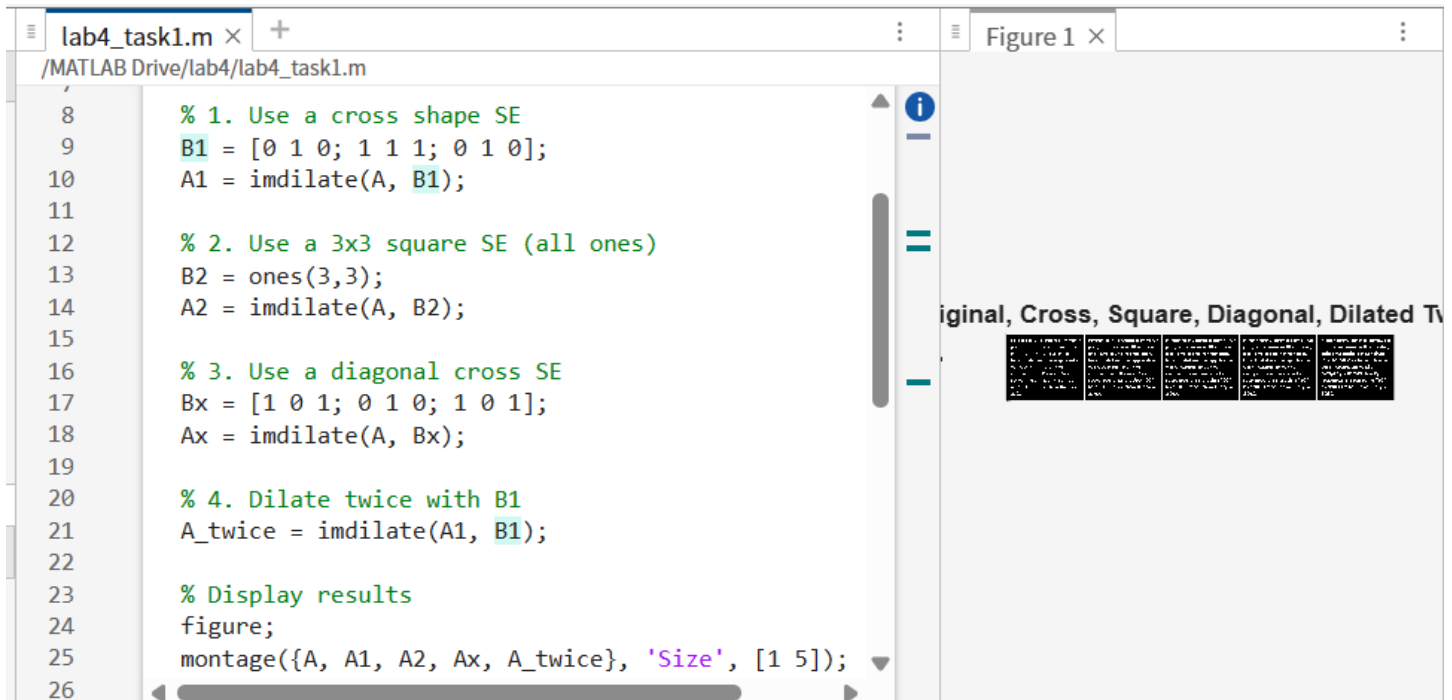 lab4_task1.m × +
/MATLAB Drive/lab4/lab4_task1.m
8 % 1. Use a cross shape SE
9 B1 = [0 1 0; 1 1 1; 0 1 0];
10 A1 = imdilate(A, B1);
11
12 % 2. Use a 3x3 square SE (all ones)
13 B2 = ones(3,3);
14 A2 = imdilate(A, B2);
15
16 % 3. Use a diagonal cross SE
17 Bx = [1 0 1; 0 1 0; 1 0 1];
18 Ax = imdilate(A, Bx);
19
20 % 4. Dilate twice with B1
21 A_twice = imdilate(A1, B1);
22
23 % Display results
24 figure;
25 montage({A, A1, A2, Ax, A_twice}, 'Size', [1 5]);
26
Figure 1 ×
iginal, Cross, Square, Diagonal, Dilated Tw